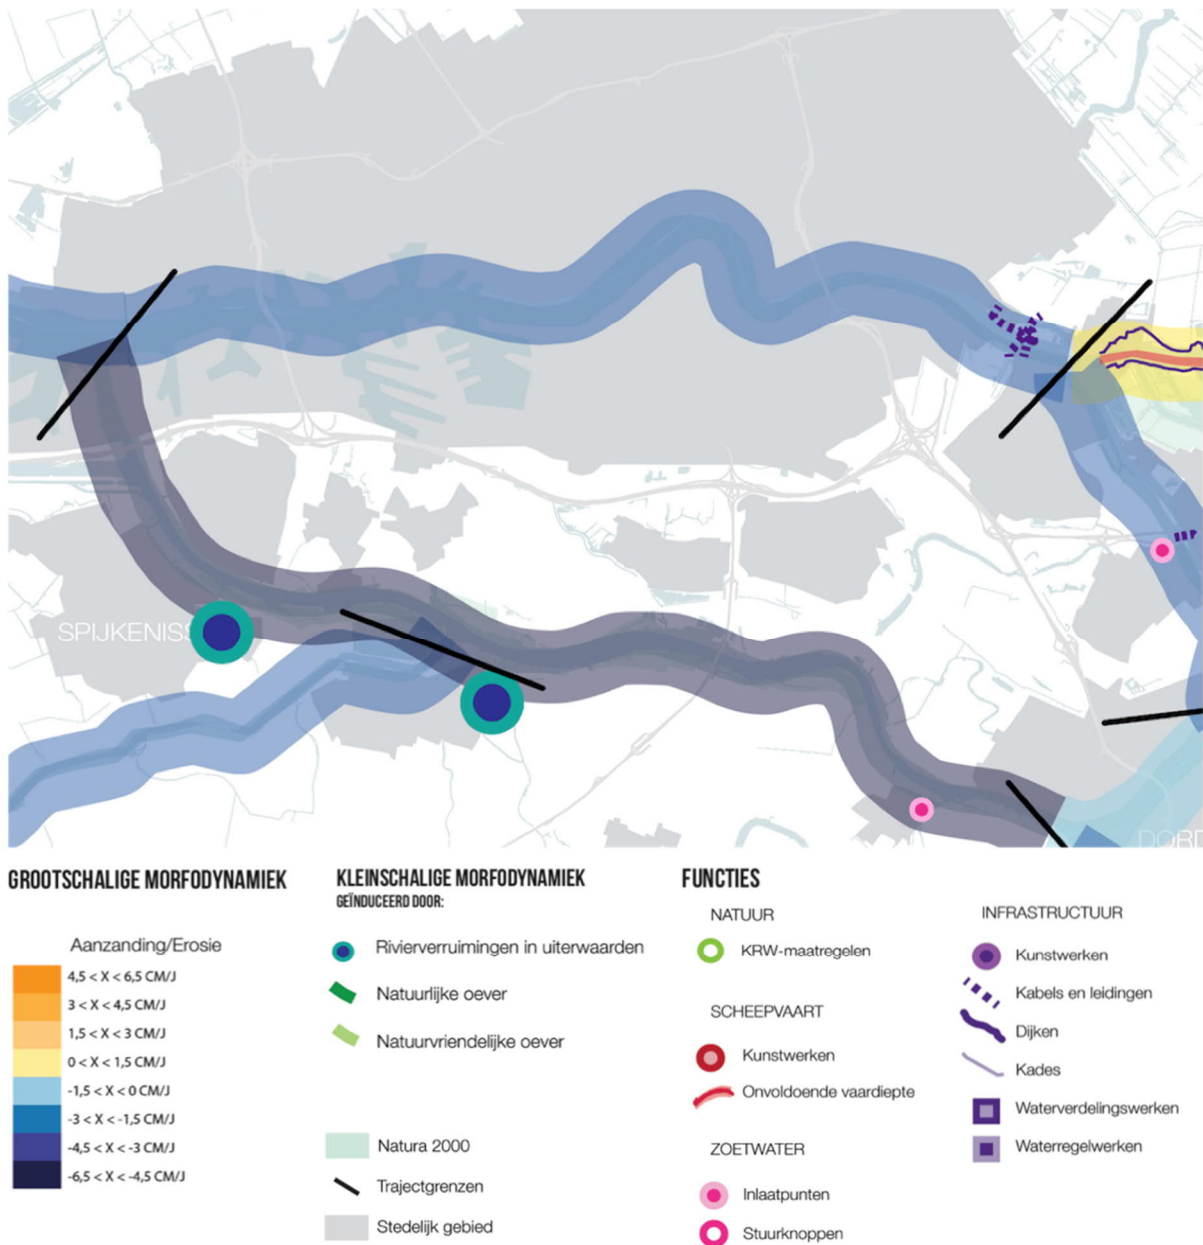 SPIJKENISS
DORD
GROOTSCHALIGE MORFODYNAMIEK
Aanzanding/Erosie
4,5 < X < 6,5 CM/J
3 < X < 4,5 CM/J
1,5 < X < 3 CM/J
0 < X < 1,5 CM/J
-1,5 < X < 0 CM/J
-3 < X < -1,5 CM/J
-4,5 < X < -3 CM/J
-6,5 < X < -4,5 CM/J
KLEINSCHALIGE MORFODYNAMIEK
GEÏNDUCEERD DOOR:
Rivierverruimingen in uiterwaarden
Natuurlijke oever
Natuurvriendelijke oever
Natura 2000
Trajectgrenzen
Stedelijk gebied
FUNCTIES
NATUUR
KRW-maatregelen
SCHEEPVAART
Kunstwerken
Onvoldoende vaardiepte
ZOETWATER
Inlaatpunten
Stuurknoppen
INFRASTRUCTUUR
Kunstwerken
Kabels en leidingen
Dijken
Kades
Waterverdelingswerken
Waterregelwerken